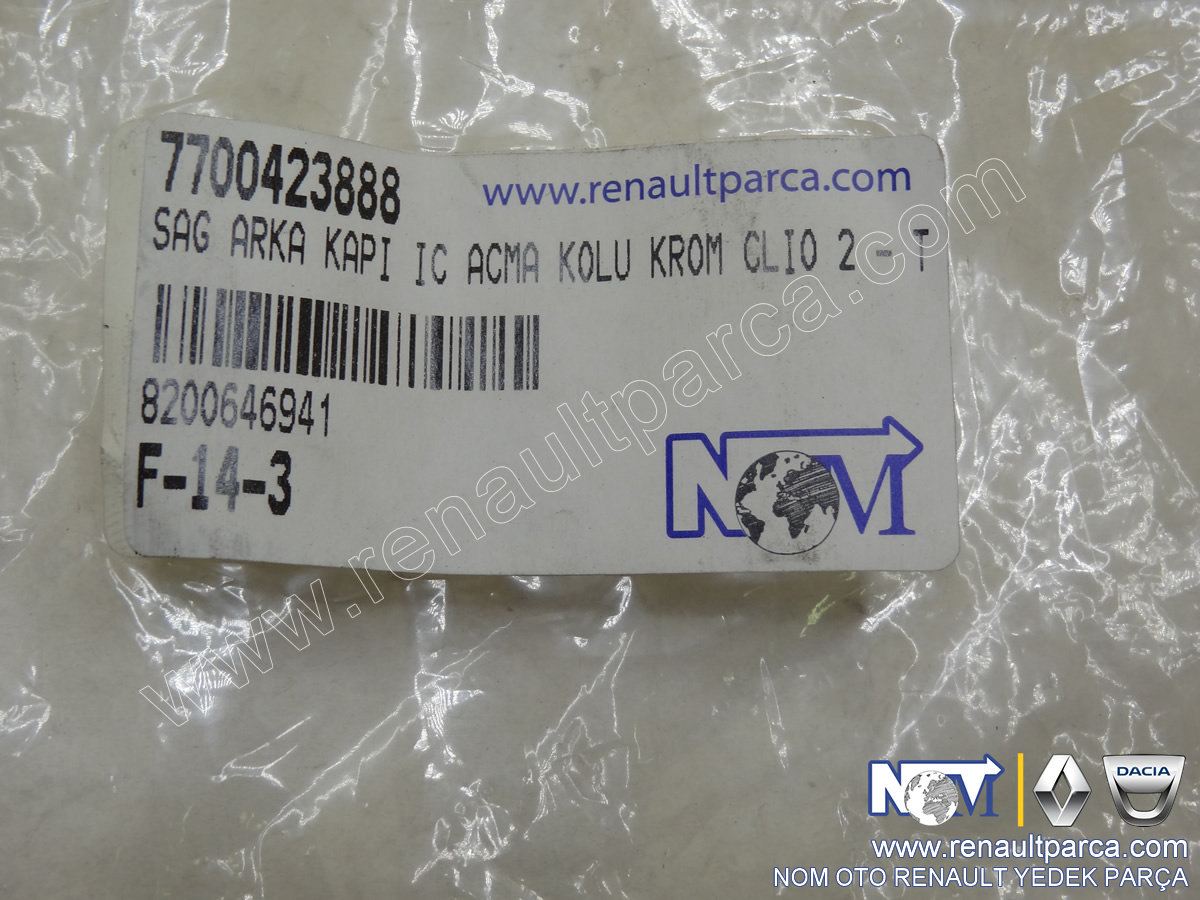 7700423888
www.renaultparca.com
SAG ARKA KAPI IC ACMA KOLU KROM CLIO 2 - T
8200646941
F-14-3
NOM
www.renaultparca.com
NOM
DACIA
www.renaultparca.com
NOM OTO RENAULT YEDEK PARÇA